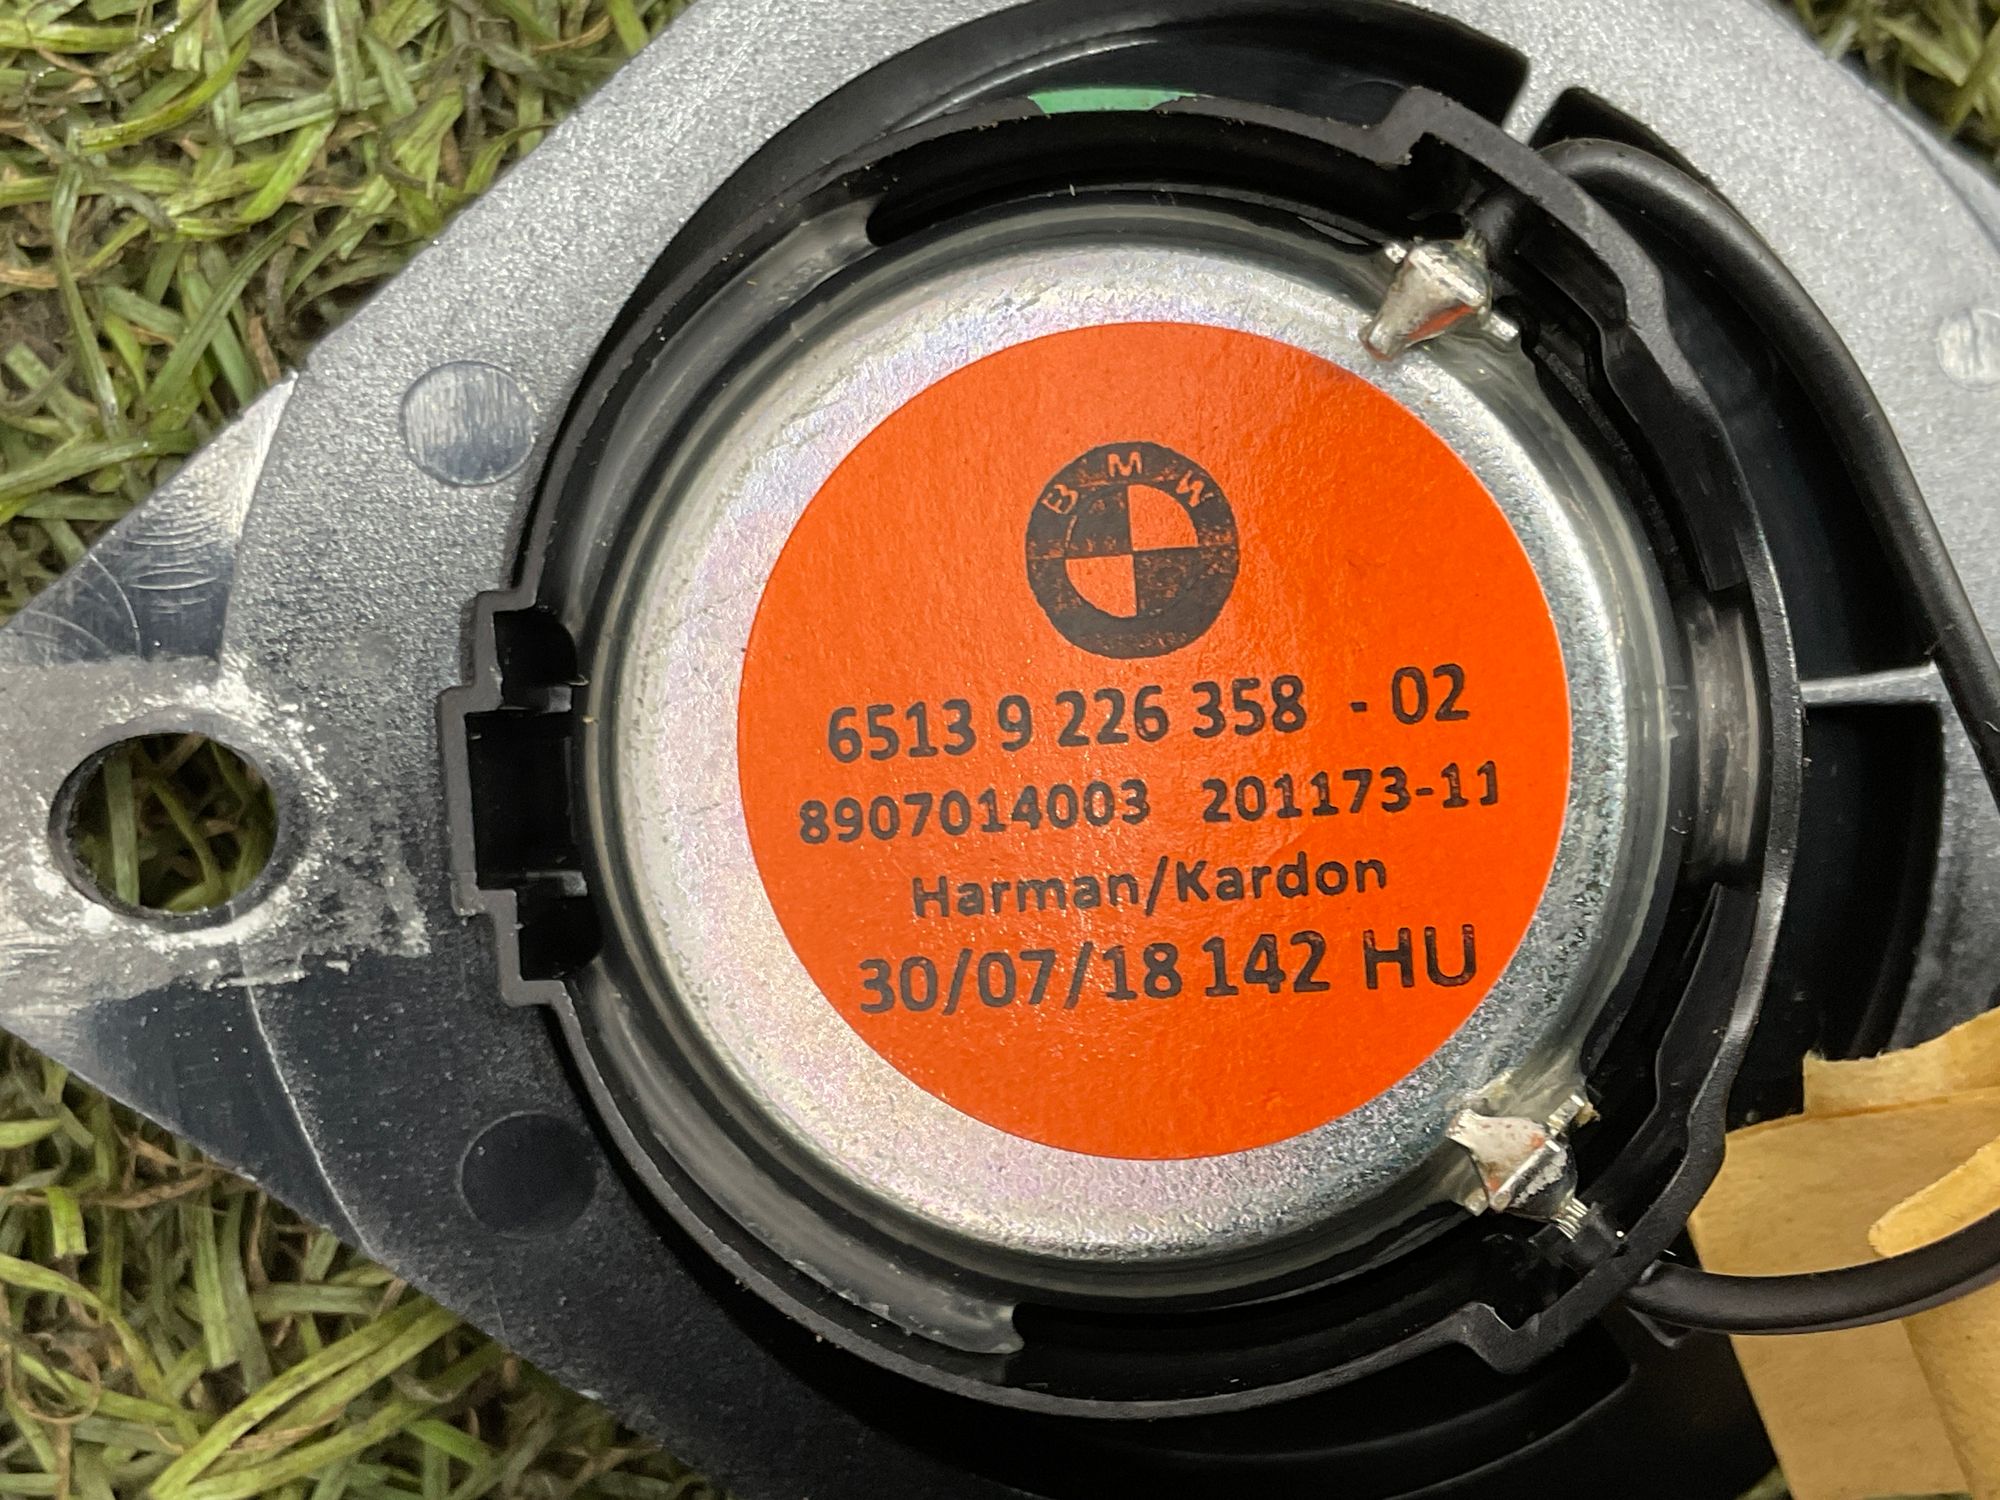 BMW
6513 9 226 358 - 02
8907014003 201173-11
Harman/Kardon
30/07/18 142 HU